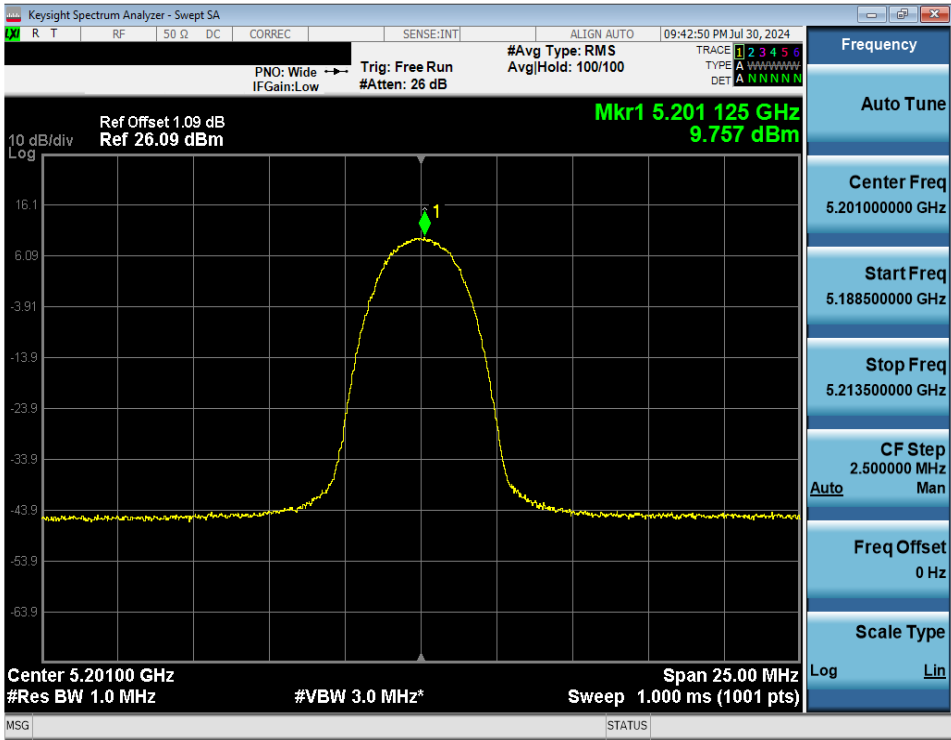 Keysight Spectrum Analyzer - Swept SA
LXI R T RF 50 Ω DC CORREC SENSE:INT ALIGN AUTO 09:42:50 PM Jul 30, 2024
PNO: Wide
IFGain:Low
Trig: Free Run
#Atten: 26 dB
#Avg Type: RMS
Avg|Hold: 100/100
TRACE 1 2 3 4 5 6
TYPE A WWWWW
DET A N N N N N
Mkr1 5.201 125 GHz
9.757 dBm
Ref Offset 1.09 dB
10 dB/div Ref 26.09 dBm
Log
1
16.1
6.09
-3.91
-13.9
-23.9
-33.9
-43.9
-53.9
-63.9
Center 5.20100 GHz Span 25.00 MHz
#Res BW 1.0 MHz #VBW 3.0 MHz* Sweep 1.000 ms (1001 pts)
MSG STATUS
Frequency
Auto Tune
Center Freq
5.201000000 GHz
Start Freq
5.188500000 GHz
Stop Freq
5.213500000 GHz
CF Step
2.500000 MHz
Auto Man
Freq Offset
0 Hz
Scale Type
Log Lin